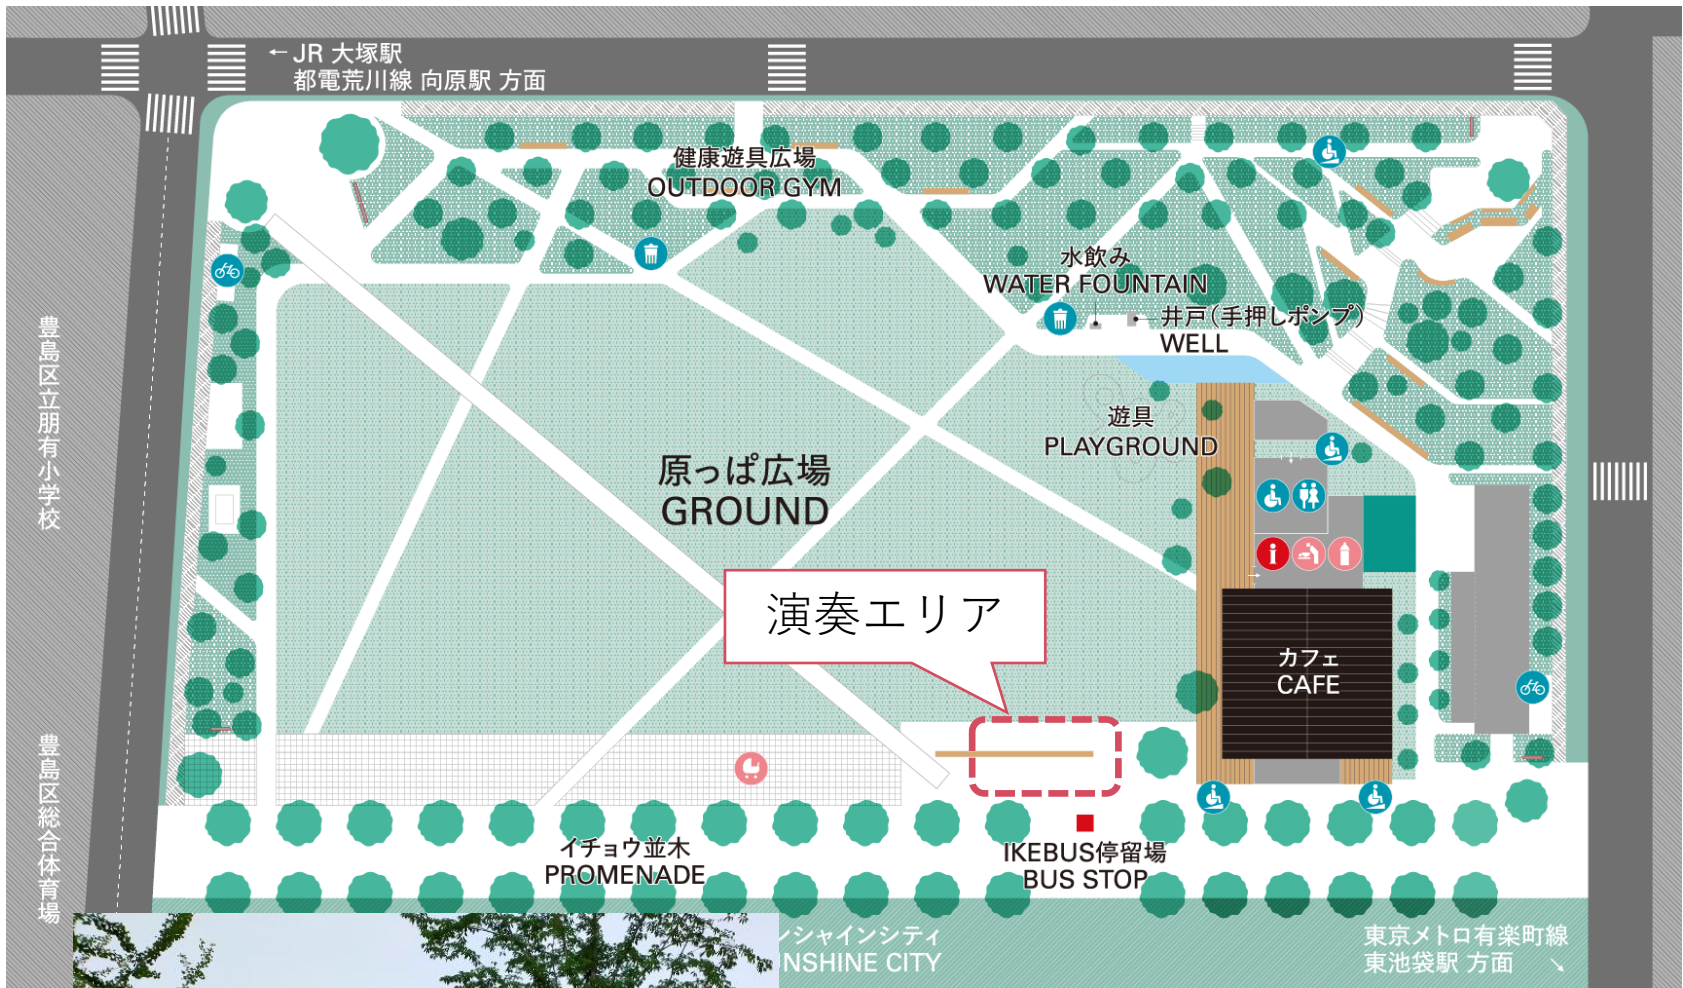 ← JR 大塚駅
都電荒川線 向原駅 方面
健康遊具広場
OUTDOOR GYM
水飲み
WATER FOUNTAIN
井戸(手押しポンプ)
WELL
遊具
PLAYGROUND
原っぱ広場
GROUND
豊島区立朋有小学校
演奏エリア
カフェ
CAFE
豊島区総合体育場
イチョウ並木
PROMENADE
IKEBUS停留場
BUS STOP
ンシャインシティ
NSHINE CITY
東京メトロ有楽町線
東池袋駅 方面 ↘